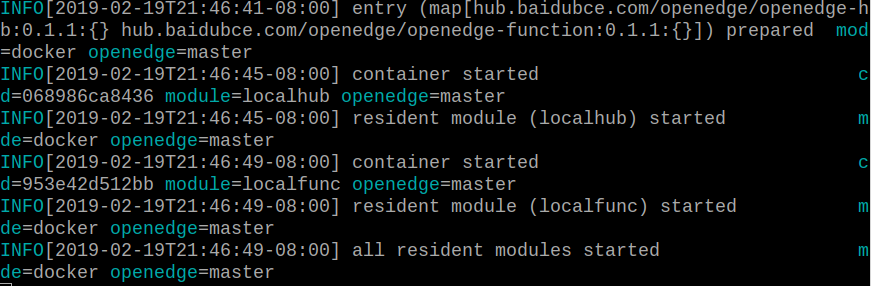 INFO[2019-02-19T21:46:41-08:00] entry (map[hub.baidubce.com/openedge/openedge-h
b:0.1.1:{} hub.baidubce.com/openedge/openedge-function:0.1.1:{}]) prepared mod
=docker openedge=master
INFO[2019-02-19T21:46:45-08:00] container started c
d=068986ca8436 module=localhub openedge=master
INFO[2019-02-19T21:46:45-08:00] resident module (localhub) started m
de=docker openedge=master
INFO[2019-02-19T21:46:49-08:00] container started c
d=953e42d512bb module=localfunc openedge=master
INFO[2019-02-19T21:46:49-08:00] resident module (localfunc) started m
de=docker openedge=master
INFO[2019-02-19T21:46:49-08:00] all resident modules started m
de=docker openedge=master